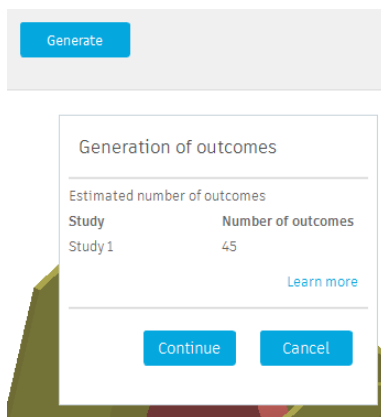 Generate
Generation of outcomes
Estimated number of outcomes
Study Number of outcomes
Study 1 45
Learn more
Continue Cancel